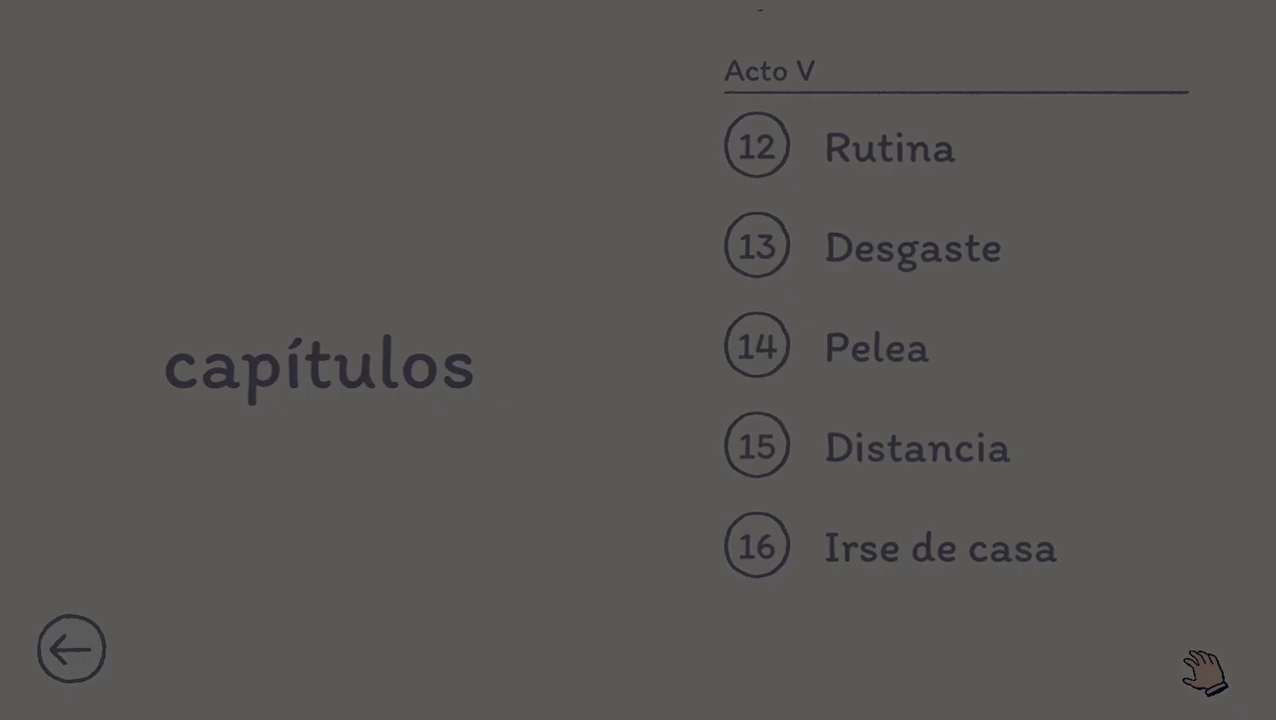 capítulos
Acto V
12 Rutina
13 Desgaste
14 Pelea
15 Distancia
16 Irse de casa